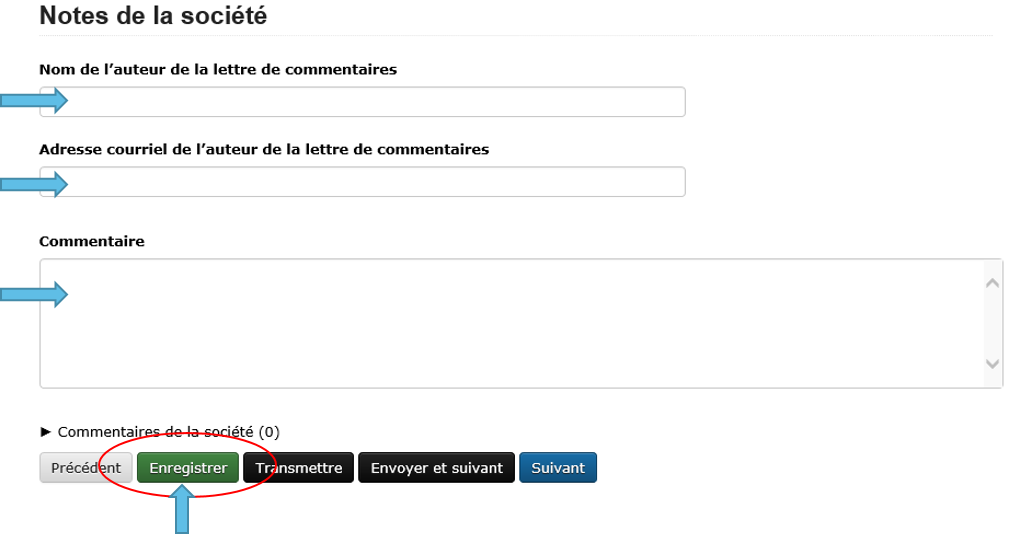 Notes de la société
Nom de l’auteur de la lettre de commentaires
Adresse courriel de l’auteur de la lettre de commentaires
Commentaire
► Commentaires de la société (0)
Précédent Enregistrer Transmettre Envoyer et suivant Suivant